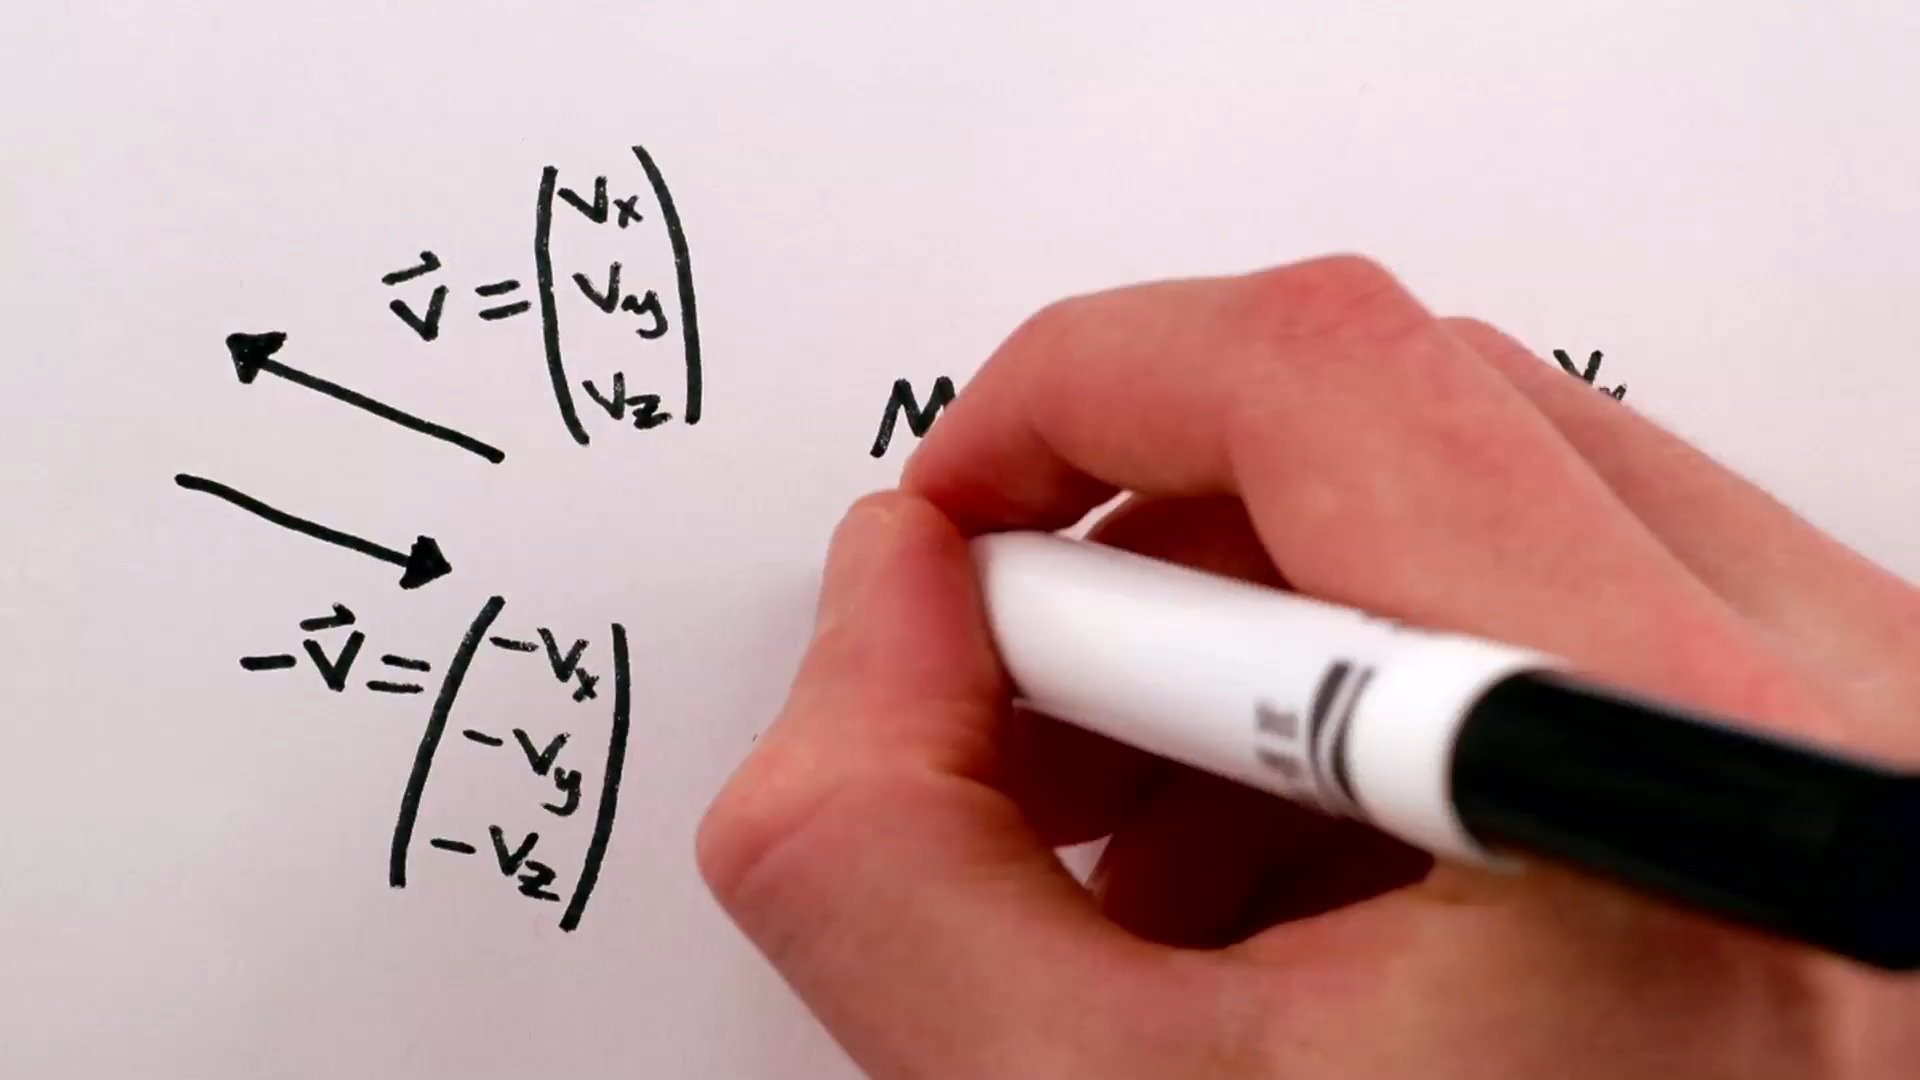 v⃗ = (vx
vy
vz)
-v⃗ = (-vx
-vy
-vz)
M